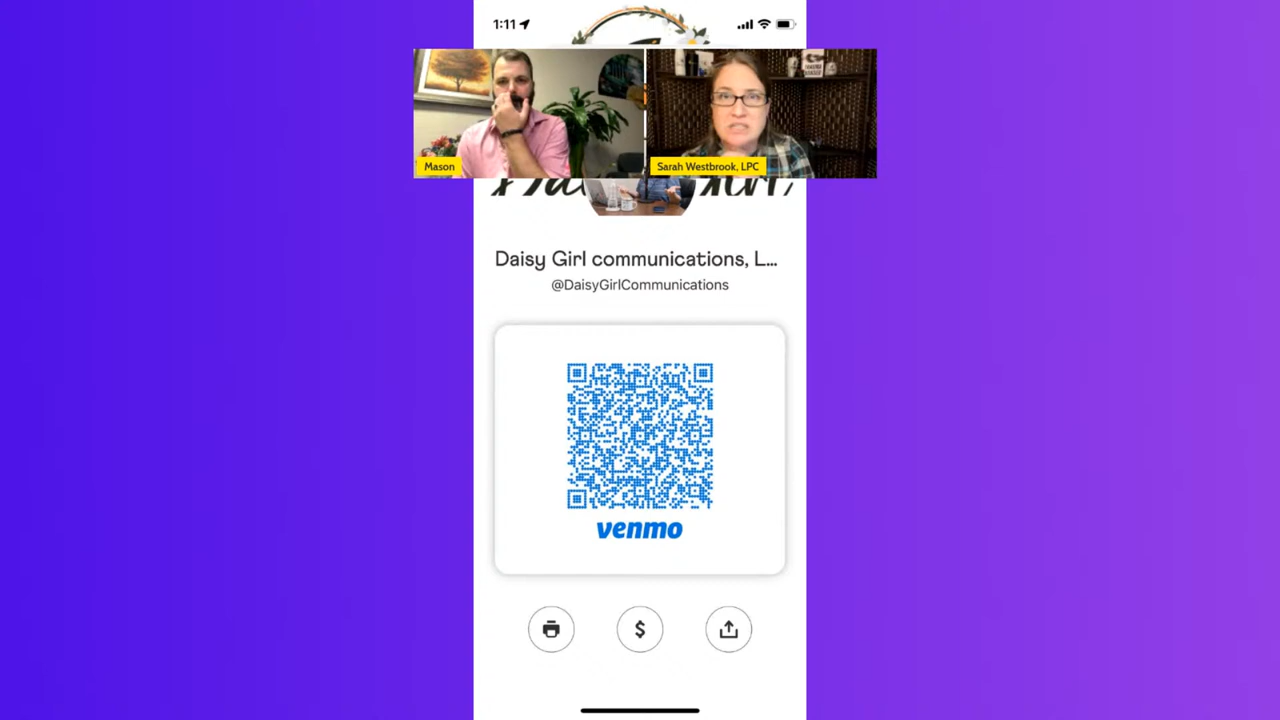 1:11
Mason
Sarah Westbrook, LPC
Daisy Girl communications, L...
@DaisyGirlCommunications
venmo
$